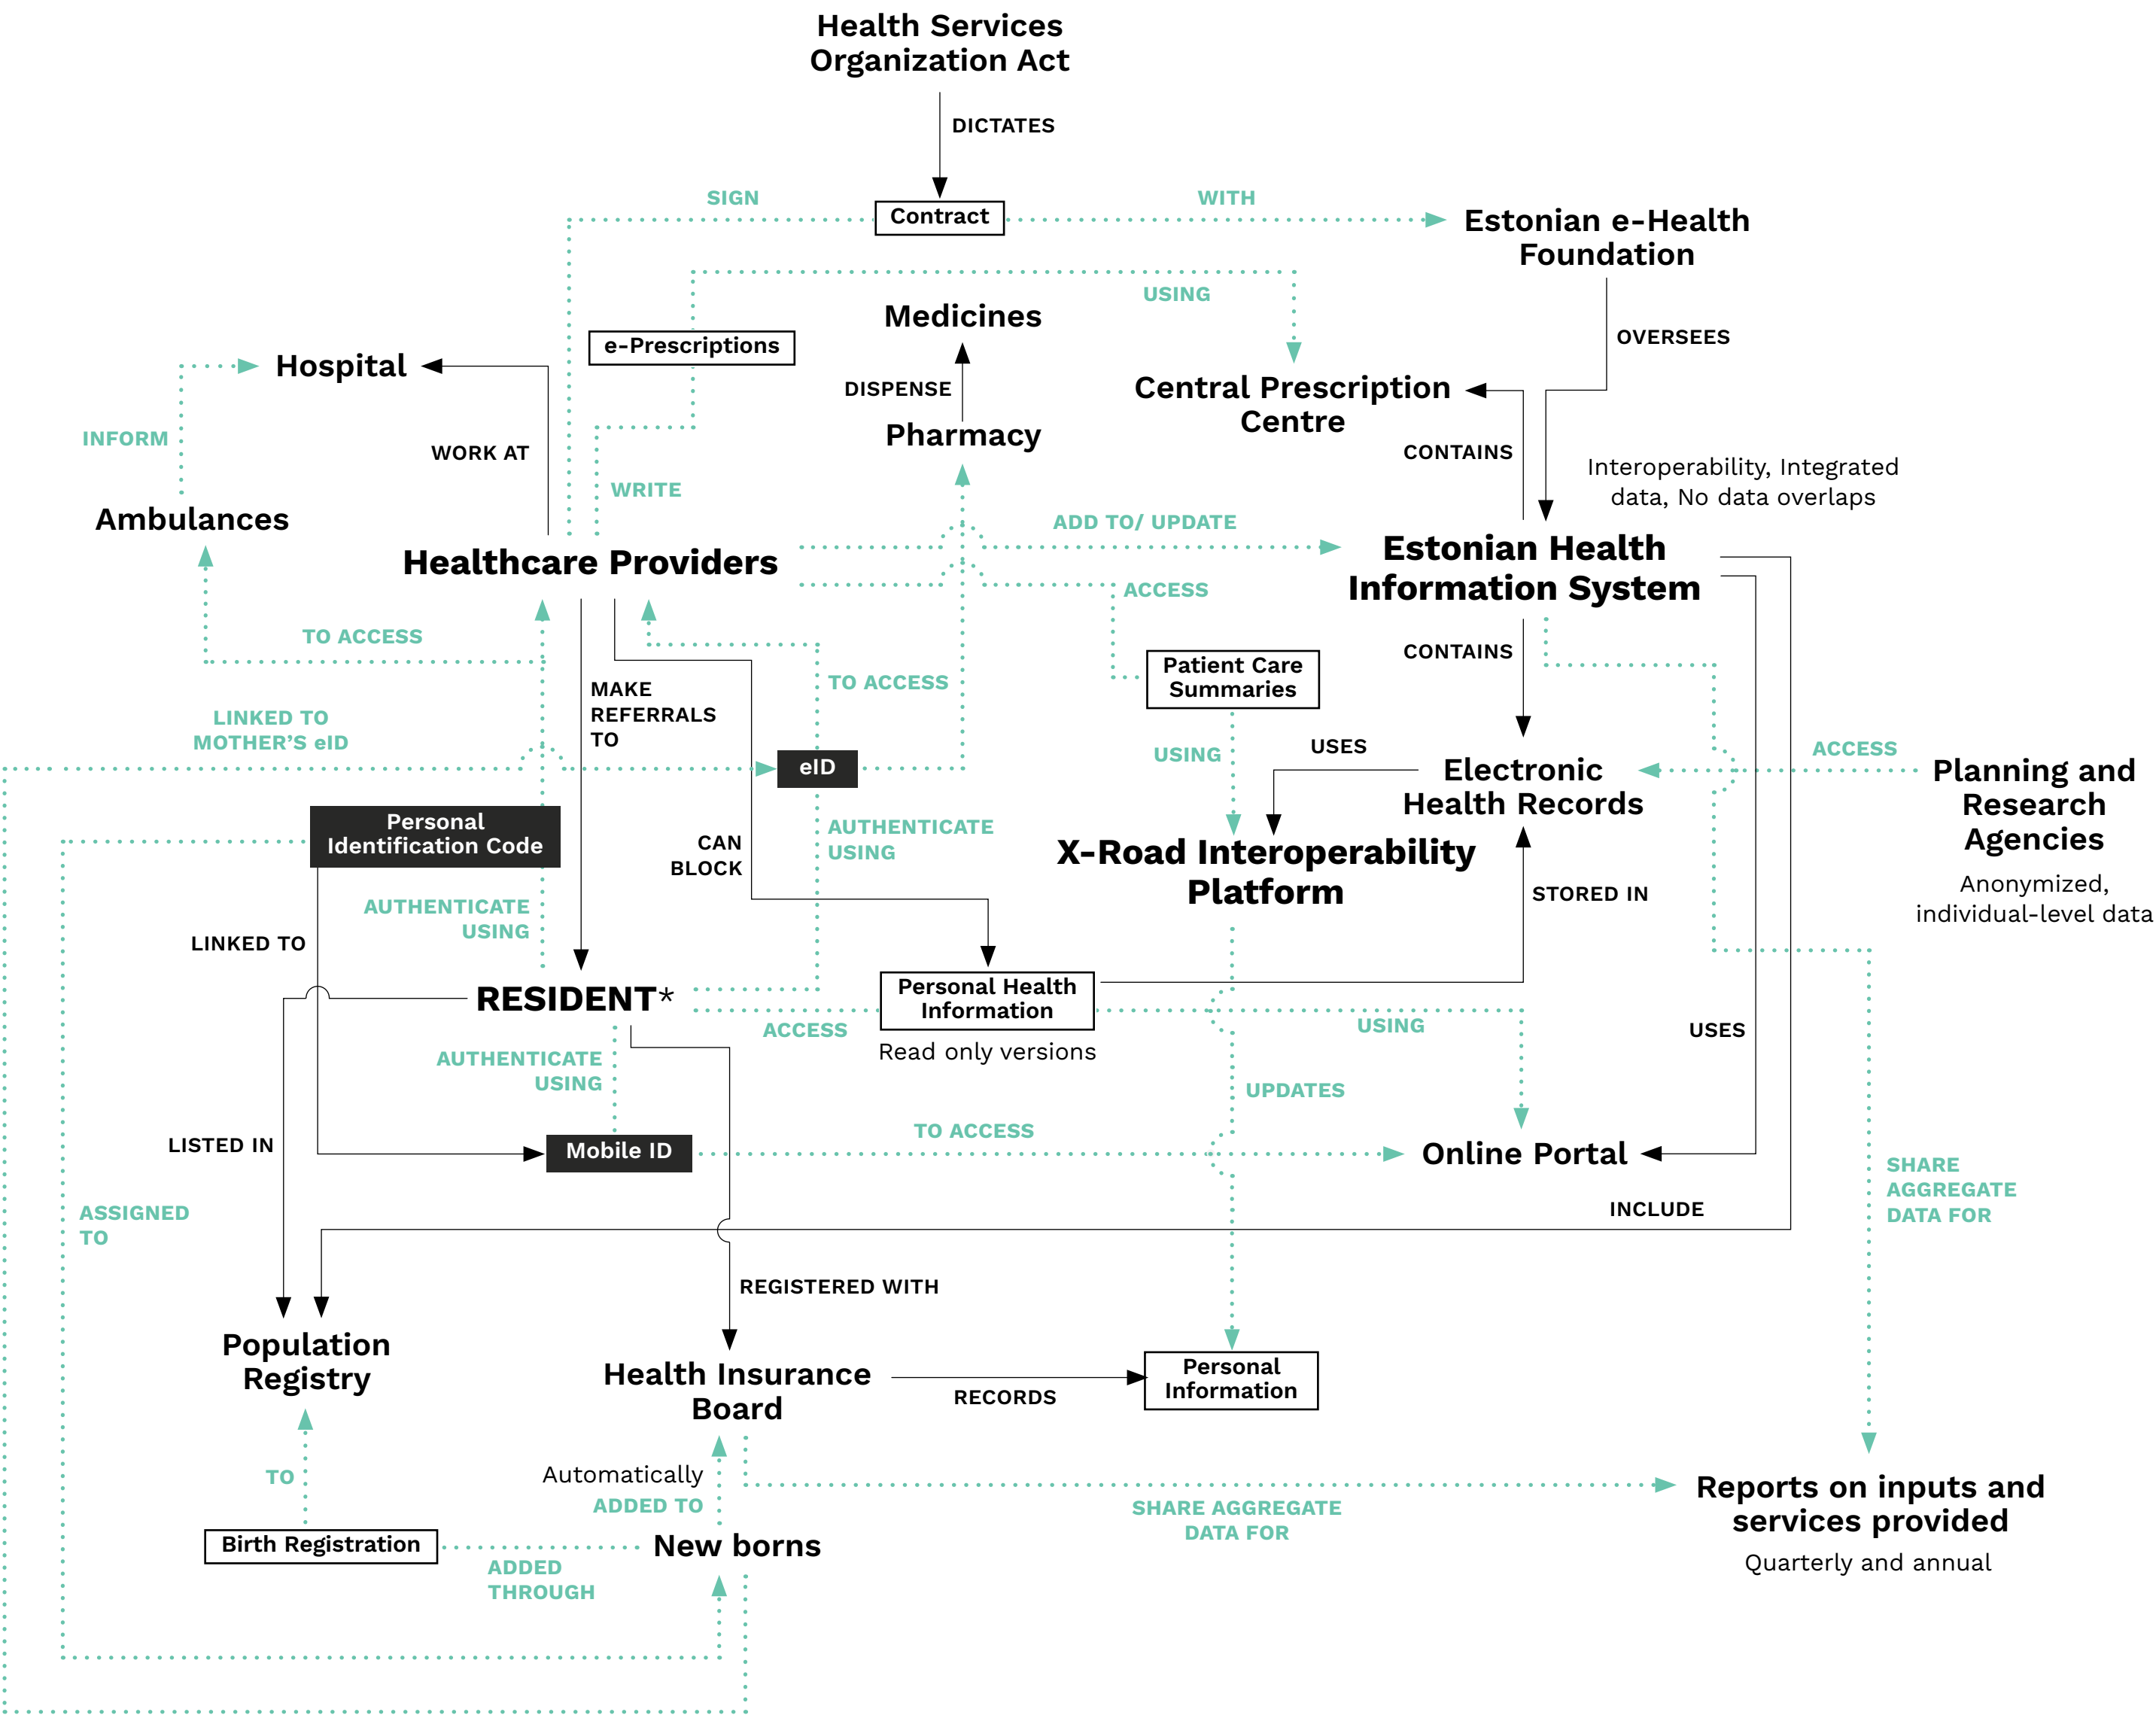 Health Services
Organization Act
DICTATES
SIGN
Contract
WITH
Estonian e-Health
Foundation
USING
Medicines
e-Prescriptions
OVERSEES
Hospital
DISPENSE
Central Prescription
Centre
INFORM
Pharmacy
WORK AT
CONTAINS
Interoperability, Integrated
data, No data overlaps
WRITE
Ambulances
ADD TO/ UPDATE
Healthcare Providers
Estonian Health
Information System
ACCESS
TO ACCESS
CONTAINS
Patient Care
Summaries
TO ACCESS
MAKE
REFERRALS
TO
LINKED TO
MOTHER’S eID
USING
USES
ACCESS
eID
Electronic
Health Records
Planning and
Research
Agencies
Anonymized,
individual-level data
Personal
Identification Code
AUTHENTICATE
USING
CAN
BLOCK
X-Road Interoperability
Platform
STORED IN
AUTHENTICATE
USING
LINKED TO
RESIDENT*
Personal Health
Information
Read only versions
ACCESS
USING
USES
AUTHENTICATE
USING
UPDATES
LISTED IN
Mobile ID
TO ACCESS
Online Portal
SHARE
AGGREGATE
DATA FOR
ASSIGNED
TO
INCLUDE
REGISTERED WITH
Population
Registry
Health Insurance
Board
RECORDS
Personal
Information
TO
Automatically
ADDED TO
SHARE AGGREGATE
DATA FOR
Reports on inputs and
services provided
Quarterly and annual
Birth Registration
ADDED
THROUGH
New borns